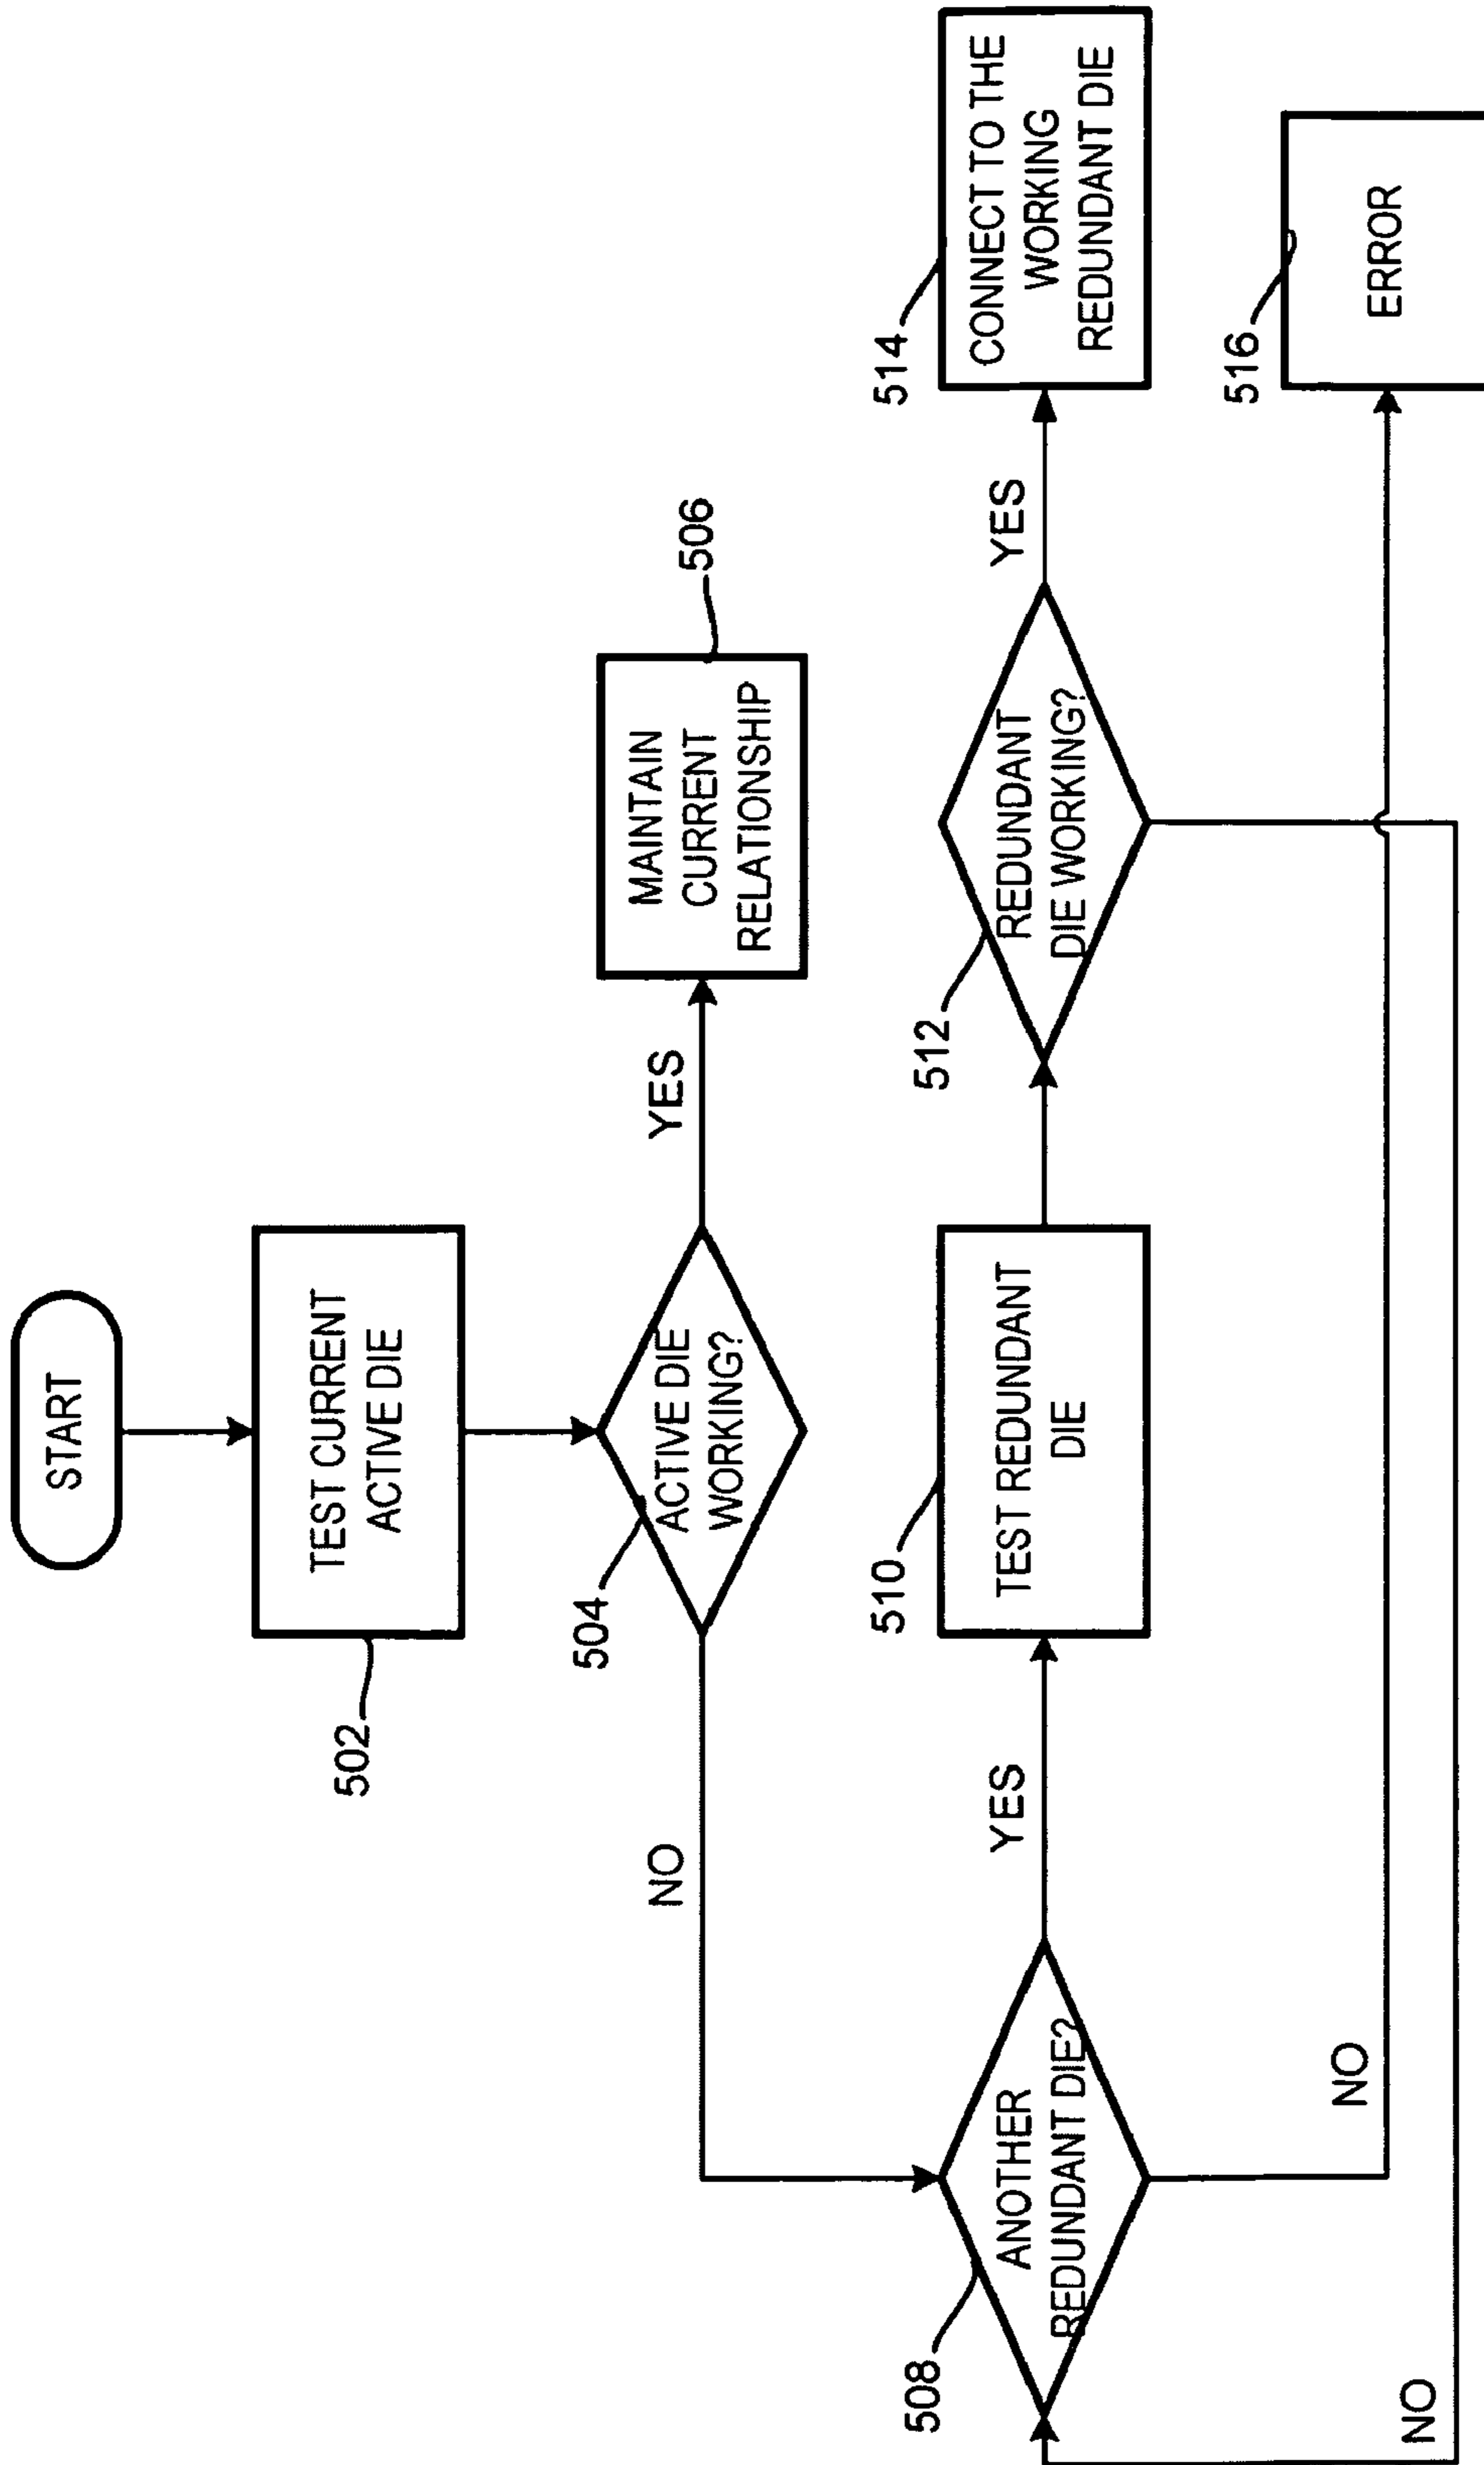 START
TEST CURRENT
ACTIVE DIE
502
ACTIVE DIE
WORKING?
504
YES
MAINTAIN
CURRENT
RELATIONSHIP
506
NO
ANOTHER
REDUNDANT DIE?
508
YES
TEST REDUNDANT
DIE
510
REDUNDANT
DIE WORKING?
512
YES
CONNECT TO THE
WORKING
REDUNDANT DIE
514
NO
ERROR
516
NO